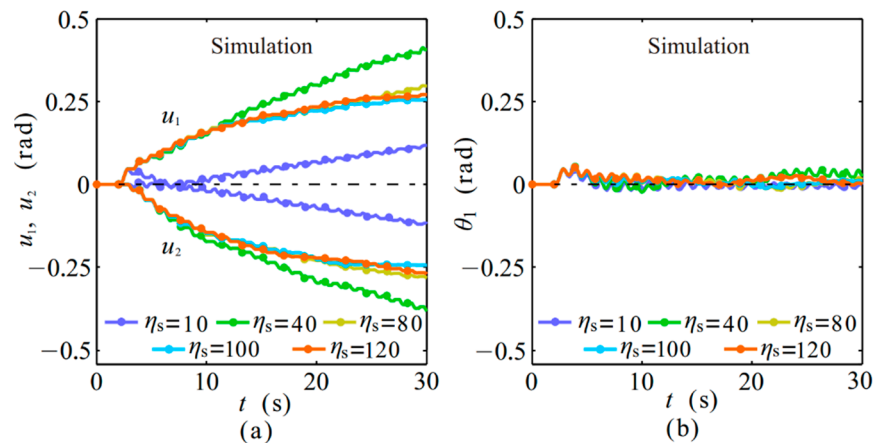 Simulation
u₁, u₂ (rad)
0.5
0.25
0
−0.25
−0.5
u₁
u₂
ηs=10 ηs=40 ηs=80
ηs=100 ηs=120
0 10 20 30
t (s)
(a)
Simulation
θ₁ (rad)
0.5
0.25
0
−0.25
−0.5
ηs=10 ηs=40 ηs=80
ηs=100 ηs=120
0 10 20 30
t (s)
(b)